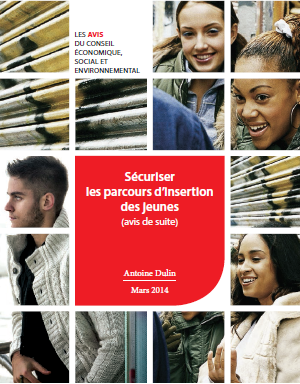 LES AVIS
DU CONSEIL
ÉCONOMIQUE,
SOCIAL ET
ENVIRONNEMENTAL
Sécuriser
les parcours d'insertion
des jeunes
(avis de suite)
Antoine Dulin
Mars 2014